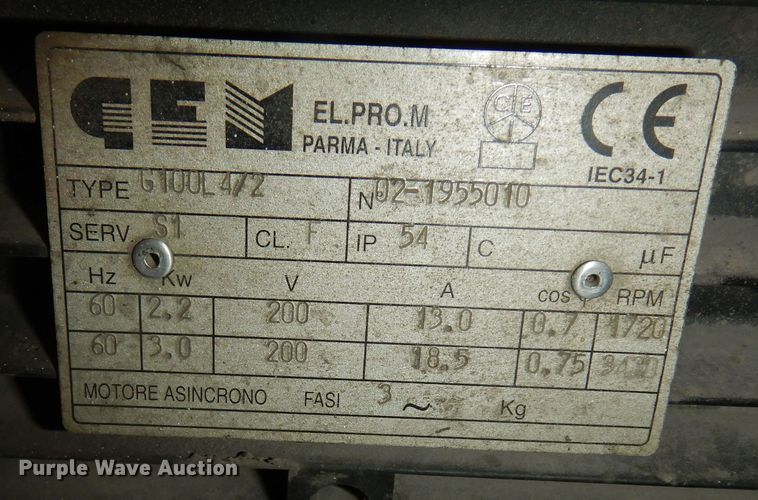 GEM EL.PRO.M
PARMA - ITALY
CE
IEC34-1
TYPE G100L4/2 N 02-1955010
SERV S1 CL. F IP 54 C µF
Hz Kw V A cos RPM
60 2.2 200 13.0 0.7 1720
60 3.0 200 18.5 0.75
MOTORE ASINCRONO FASI 3 ~ Kg
Purple Wave Auction